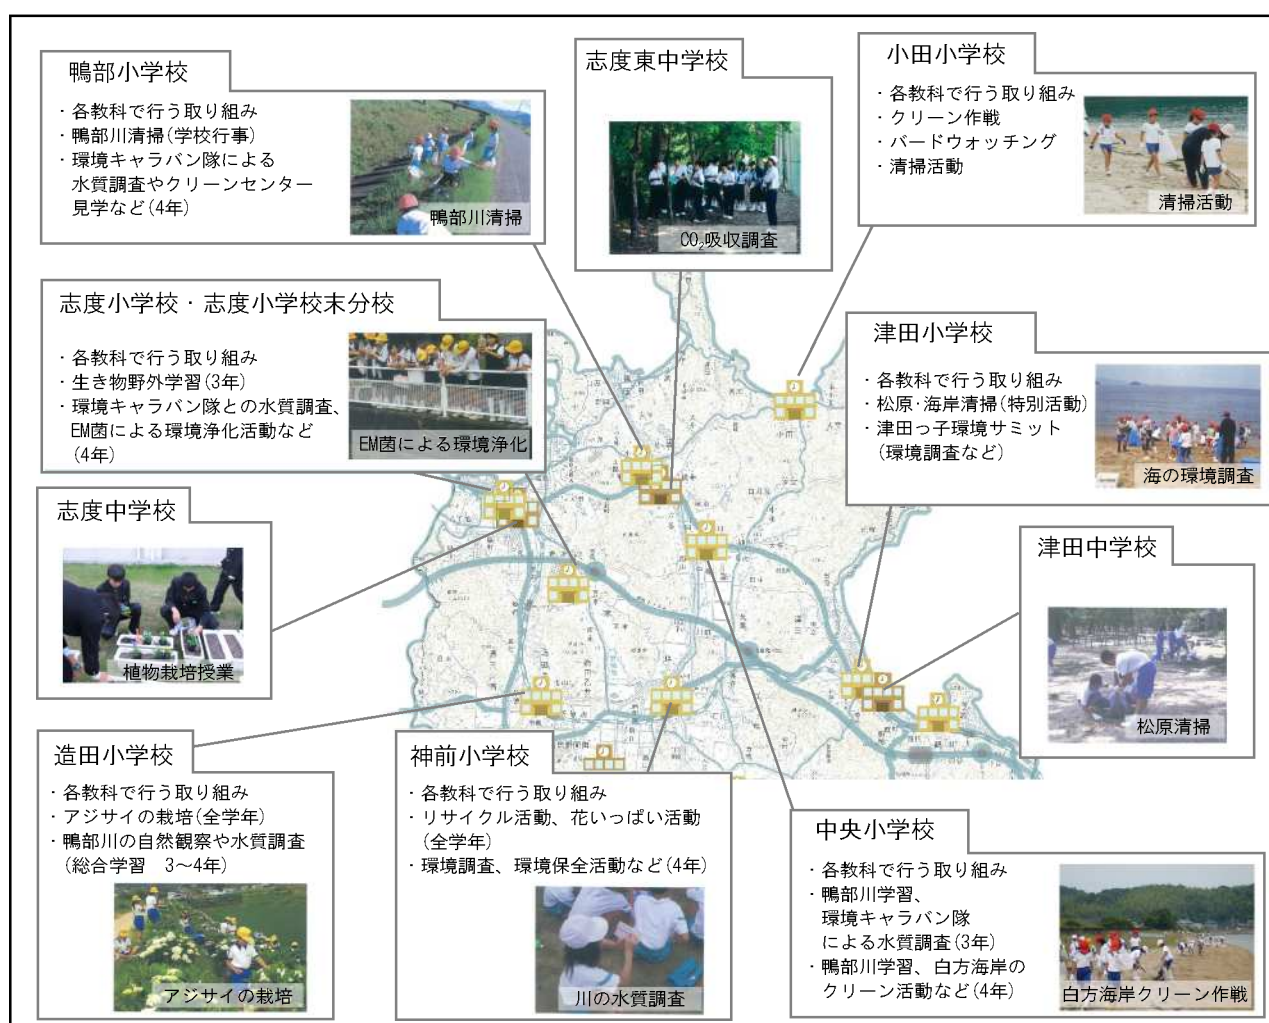 鴨部小学校
・各教科で行う取り組み
・鴨部川清掃(学校行事)
・環境キャラバン隊による
水質調査やクリーンセンター
見学など(4年)
鴨部川清掃
志度東中学校
CO₂吸収調査
小田小学校
・各教科で行う取り組み
・クリーン作戦
・バードウォッチング
・清掃活動
清掃活動
志度小学校・志度小学校末分校
・各教科で行う取り組み
・生き物野外学習(3年)
・環境キャラバン隊との水質調査、
EM菌による環境浄化活動など
(4年)
EM菌による環境浄化
津田小学校
・各教科で行う取り組み
・松原・海岸清掃(特別活動)
・津田っ子環境サミット
(環境調査など)
海の環境調査
志度中学校
植物栽培授業
津田中学校
松原清掃
造田小学校
・各教科で行う取り組み
・アジサイの栽培(全学年)
・鴨部川の自然観察や水質調査
(総合学習　3～4年)
アジサイの栽培
神前小学校
・各教科で行う取り組み
・リサイクル活動、花いっぱい活動
(全学年)
・環境調査、環境保全活動など(4年)
川の水質調査
中央小学校
・各教科で行う取り組み
・鴨部川学習、
環境キャラバン隊
による水質調査(3年)
・鴨部川学習、白方海岸の
クリーン活動など(4年)
白方海岸クリーン作戦